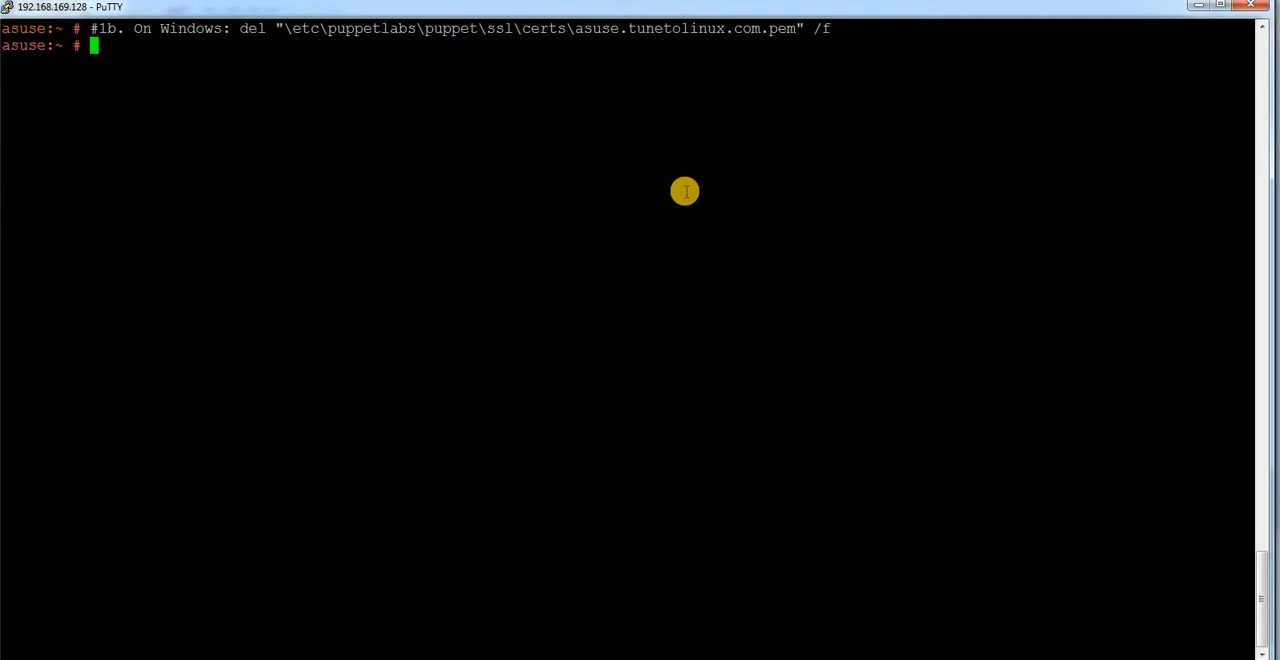 192.168.169.128 - PuTTY
asuse:~ # #1b. On Windows: del "\etc\puppetlabs\puppet\ssl\certs\asuse.tunetolinux.com.pem" /f
asuse:~ #